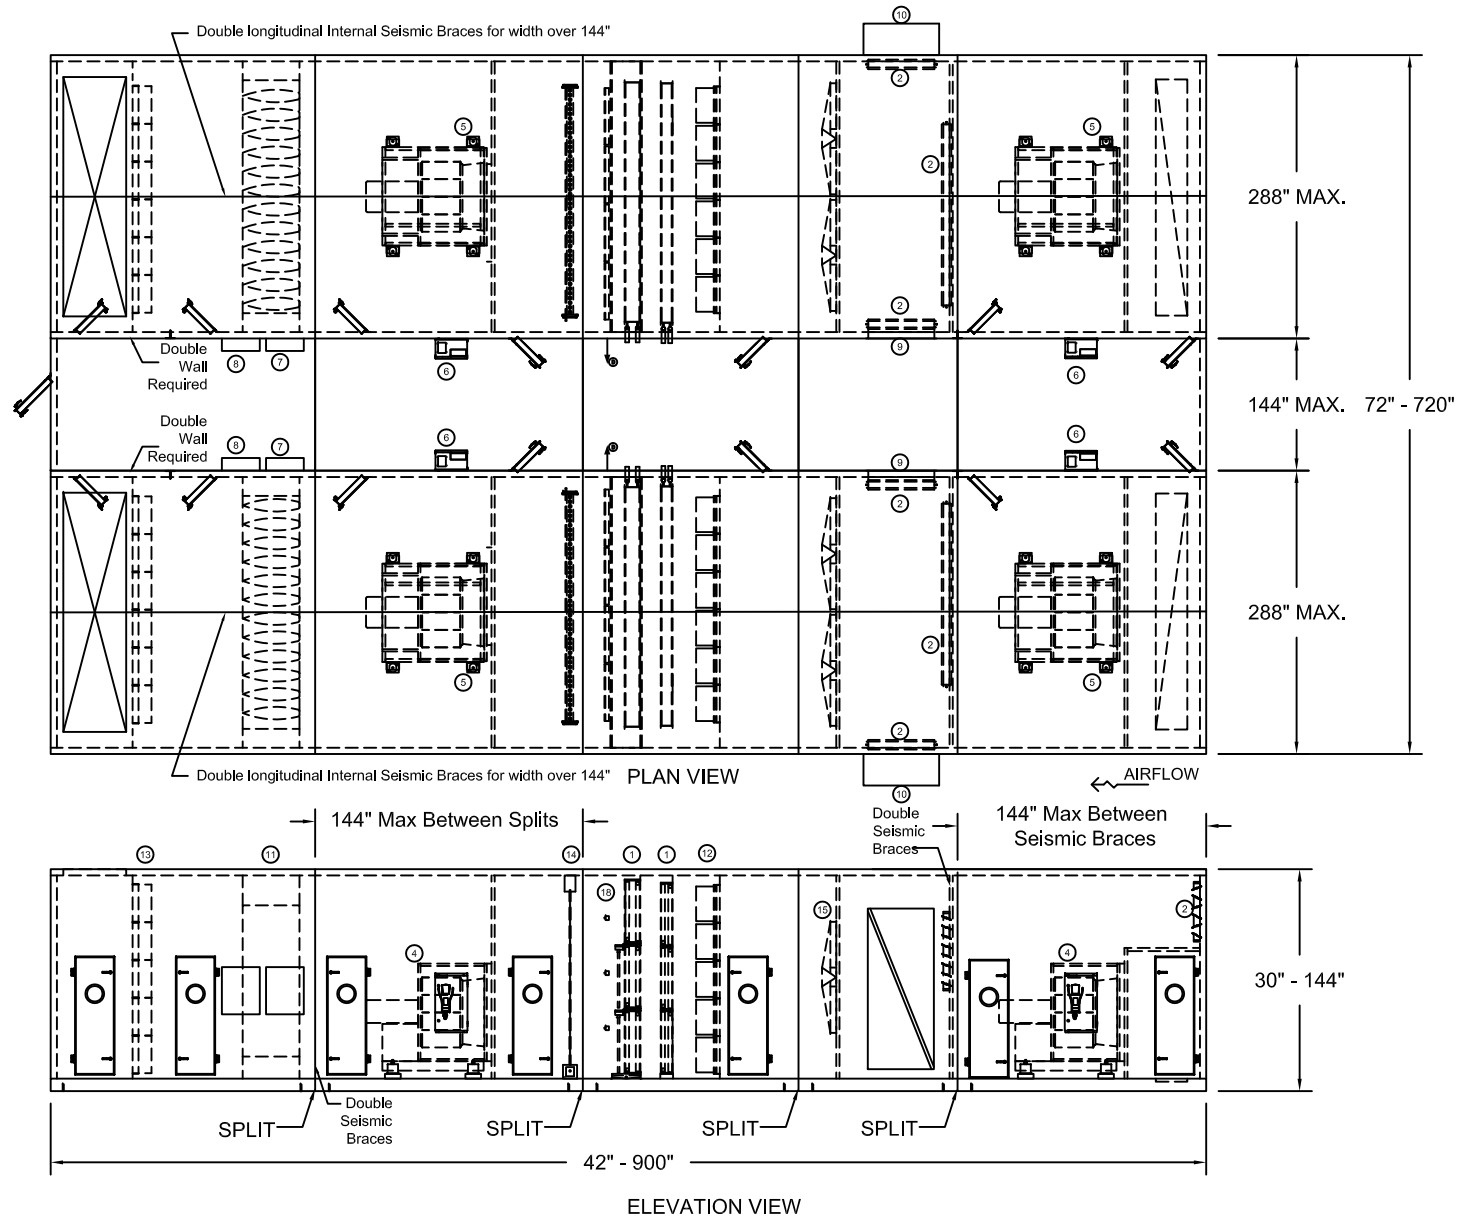 10
Double longitudinal Internal Seismic Braces for width over 144"
2
5
2
5
288" MAX.
2
Double
Wall
Required
8
7
6
9
6
144" MAX.
72" - 720"
Double
Wall
Required
8
7
6
9
6
2
288" MAX.
2
5
5
2
Double longitudinal Internal Seismic Braces for width over 144"
PLAN VIEW
AIRFLOW
10
144" Max Between Splits
Double
Seismic
Braces
144" Max Between
Seismic Braces
13
11
14
1
1
12
18
15
2
4
4
30" - 144"
Double
Seismic
Braces
SPLIT
SPLIT
SPLIT
SPLIT
42" - 900"
ELEVATION VIEW